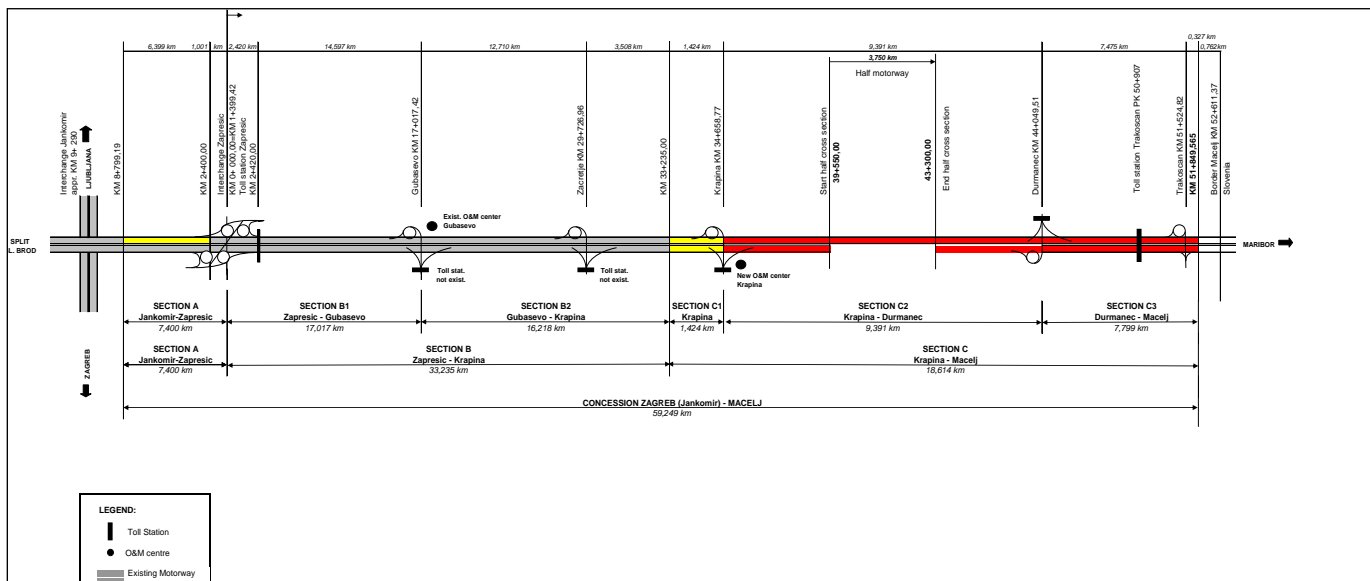 6,399 km
1,001
km
2,420 km
14,597 km
12,710 km
3,508 km
1,424 km
9,391 km
7,475 km
0,327 km
0,762 km
3,750 km
Half motorway
Interchange Jankomir
appr. KM 9+ 290
LJUBLJANA
KM 8+799,19
KM 2+400,00
Interchange Zapresic
KM 0+ 000,00=KM 1+399,42
Toll station Zapresic
KM 2+420,00
Gubasevo KM 17+017,42
Zacretje KM 29+726,96
KM 33+235,00
Krapina KM 34+658,77
Start half cross section
39+550,00
43+300,00
End half cross section
Durmanec KM 44+049,51
Toll station Trakoscan PK 50+907
Trakoscan KM 51+524,82
KM 51+849,565
Border Macelj KM 52+611,37
Slovenia
SPLIT
L. BROD
Exist. O&M center
Gubasevo
Toll stat.
not exist.
Toll stat.
not exist.
New O&M center
Krapina
MARIBOR
SECTION A
Jankomir-Zapresic
7,400 km
SECTION B1
Zapresic - Gubasevo
17,017 km
SECTION B2
Gubasevo - Krapina
16,218 km
SECTION C1
Krapina
1,424 km
SECTION C2
Krapina - Durmanec
9,391 km
SECTION C3
Durmanec - Macelj
7,799 km
ZAGREB
SECTION A
Jankomir-Zapresic
7,400 km
SECTION B
Zapresic - Krapina
33,235 km
SECTION C
Krapina - Macelj
18,614 km
CONCESSION ZAGREB (Jankomir) - MACELJ
59,249 km
LEGEND:
Toll Station
O&M centre
Existing Motorway